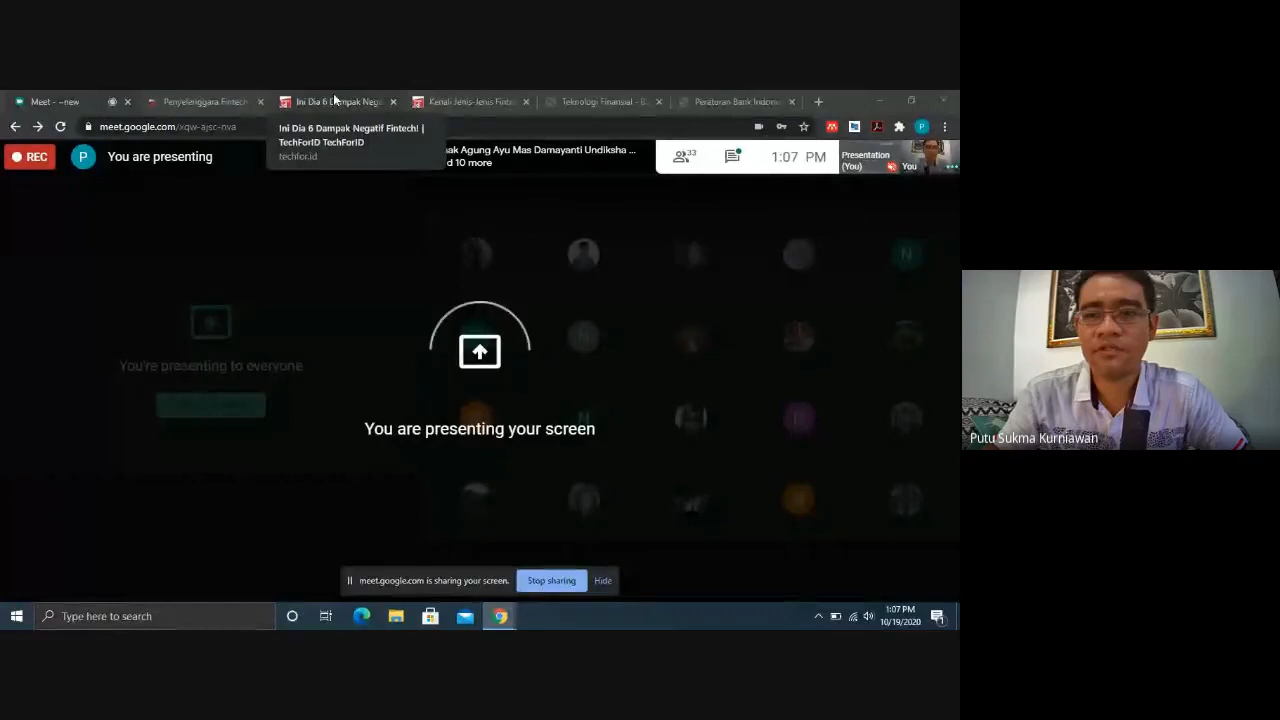 Meet - ~new
Penyelenggara Fintech
Ini Dia 6 Dampak Nega
Kenali Jenis-Jenis Finte
Teknologi Finansial - B
Peraturan Bank Indone
meet.google.com/xqw-ajsc-nva
P
Ini Dia 6 Dampak Negatif Fintech! |
TechForID TechForID
techfor.id
REC
P
You are presenting
ak Agung Ayu Mas Damayanti Undiksha ...
d 10 more
33
1:07 PM
Presentation
(You)
You
N
You're presenting to everyone
You are presenting your screen
N
Putu Sukma Kurniawan
meet.google.com is sharing your screen.
Stop sharing
Hide
Type here to search
1:07 PM
10/19/2020
1